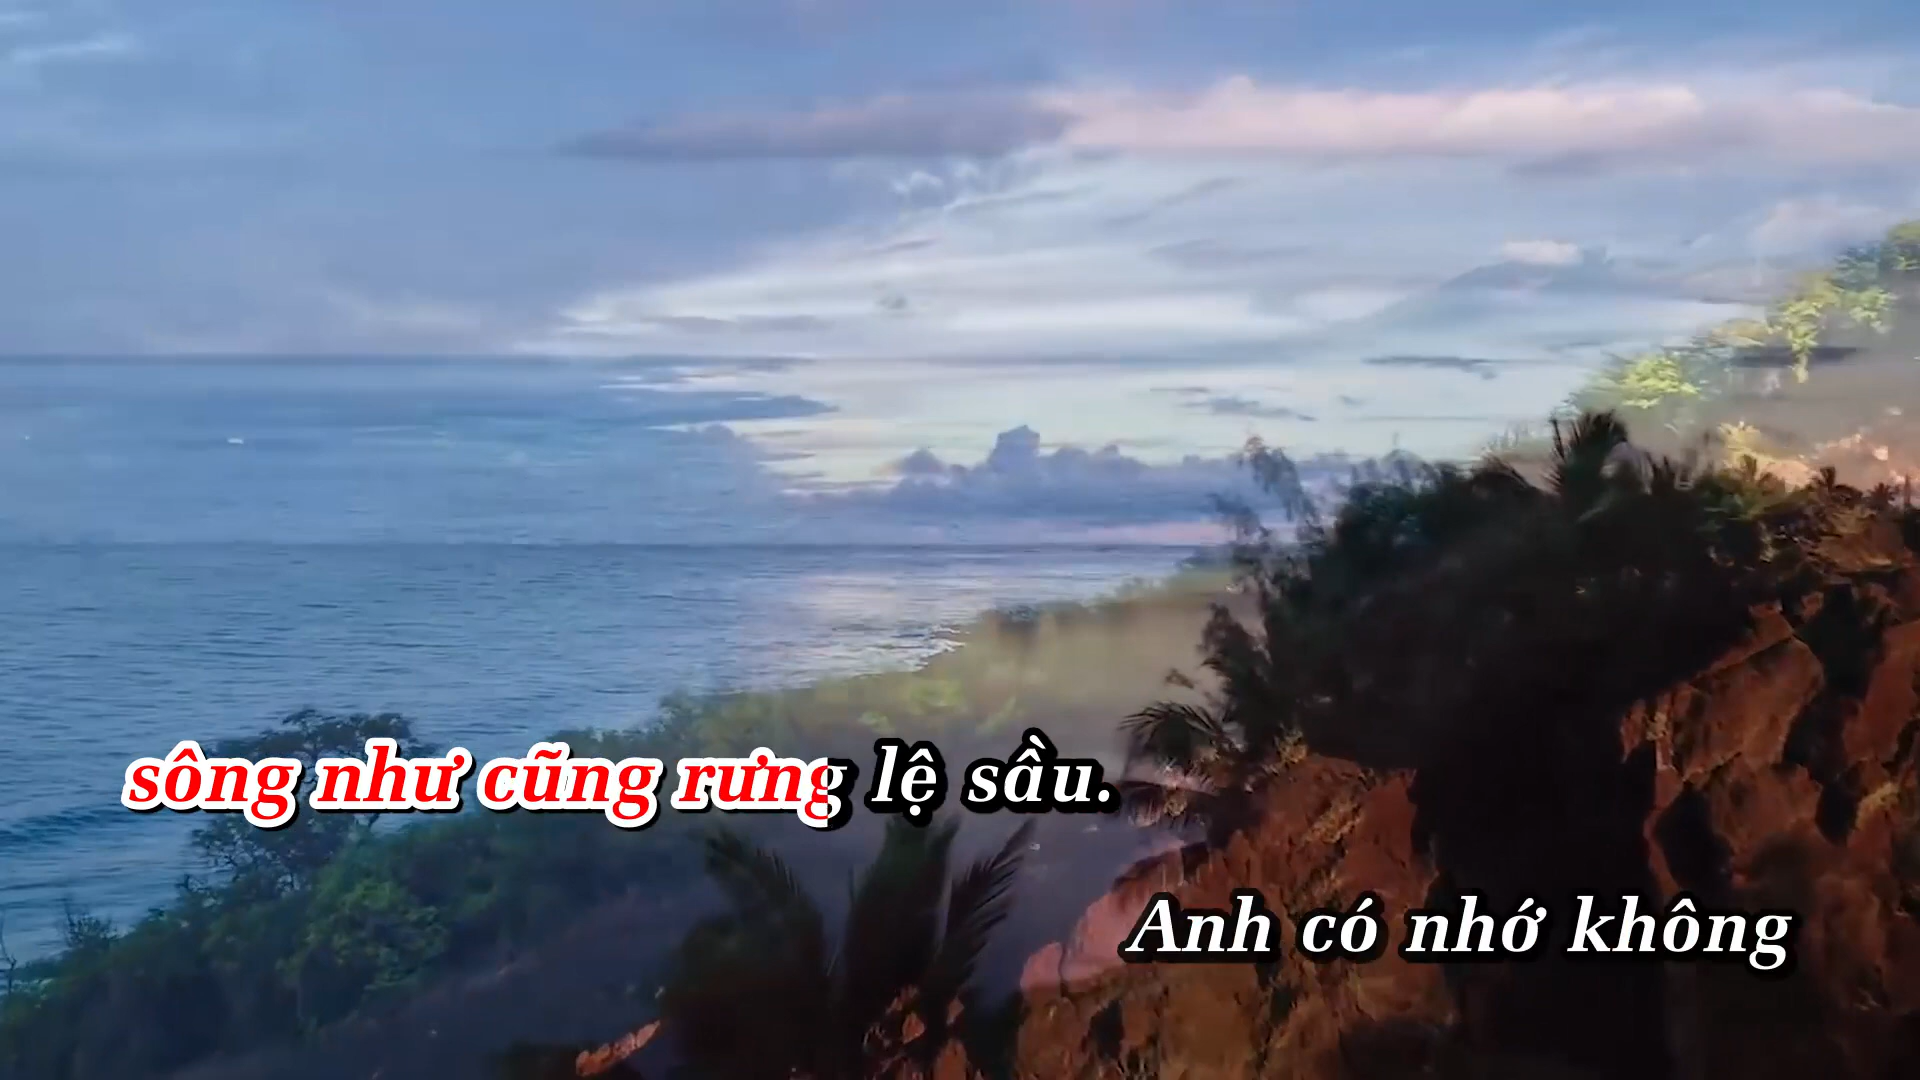 sông như cũng rưng lệ sầu.
Anh có nhớ không